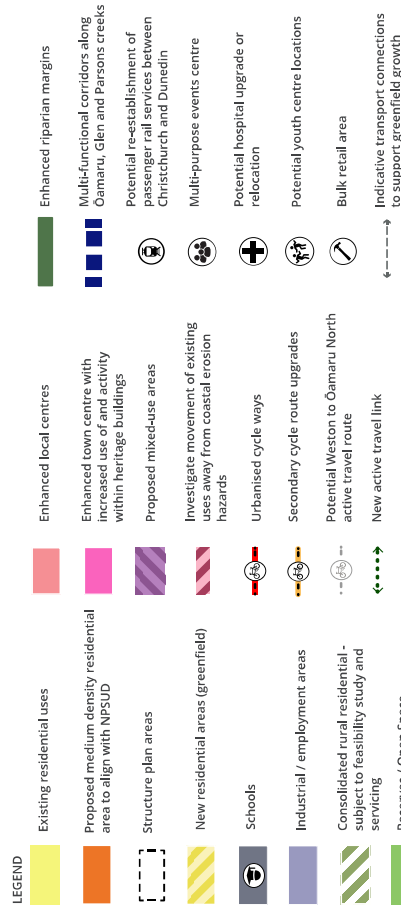 LEGEND
Existing residential uses
Proposed medium density residential
area to align with NPSUD
Structure plan areas
New residential areas (greenfield)
Schools
Industrial / employment areas
Consolidated rural residential -
subject to feasibility study and
servicing
Enhanced local centres
Enhanced town centre with
increased use of and activity
within heritage buildings
Proposed mixed-use areas
Investigate movement of existing
uses away from coastal erosion
hazards
Urbanised cycle ways
Secondary cycle route upgrades
Potential Weston to Ōamaru North
active travel route
New active travel link
Enhanced riparian margins
Multi-functional corridors along
Ōamaru, Glen and Parsons creeks
Potential re-establishment of
passenger rail services between
Christchurch and Dunedin
Multi-purpose events centre
Potential hospital upgrade or
relocation
Potential youth centre locations
Bulk retail area
Indicative transport connections
to support greenfield growth